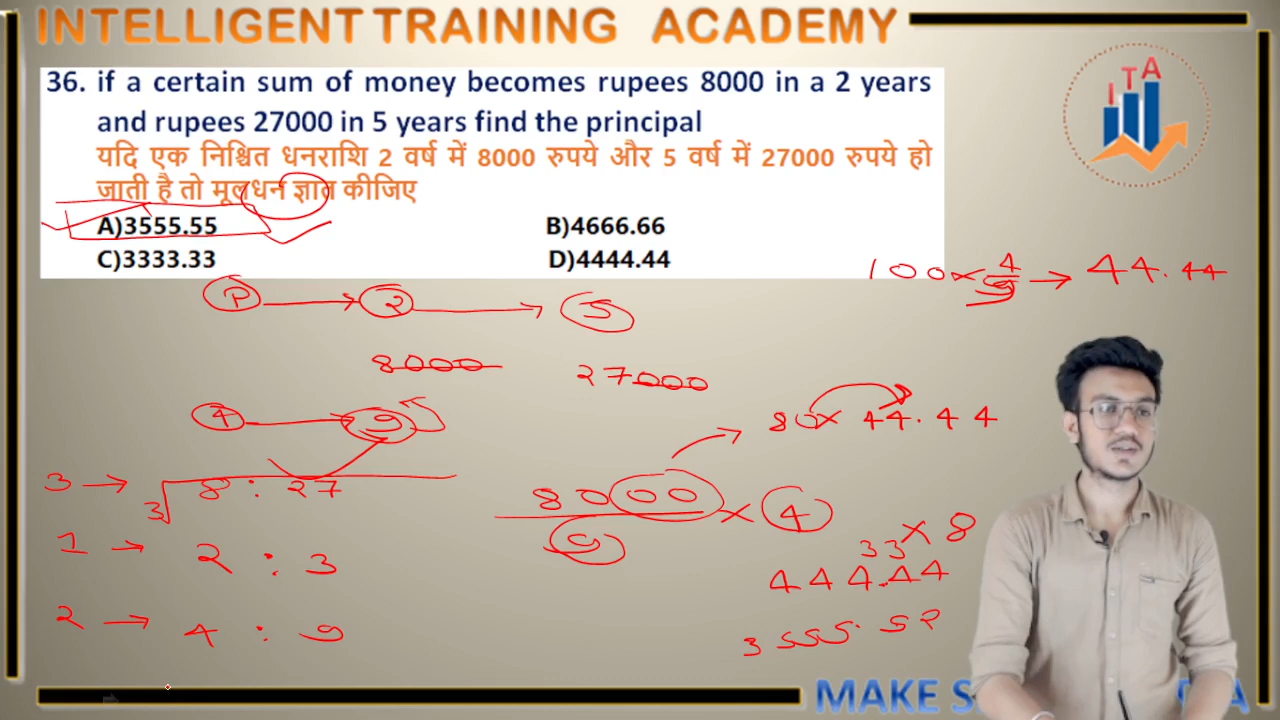 INTELLIGENT TRAINING ACADEMY
ITA
36. if a certain sum of money becomes rupees 8000 in a 2 years
and rupees 27000 in 5 years find the principal
यदि एक निश्चित धनराशि 2 वर्ष में 8000 रुपये और 5 वर्ष में 27000 रुपये हो
जाती है तो मूलधन ज्ञात कीजिए
A)3555.55 B)4666.66
C)3333.33 D)4444.44
100 × 4/9 → 44.44
P → 2 → 5
8000 27000
4 → 9
80 × 44.44
3 → 3√8 : 27
8000/9 × 4
1 → 2 : 3
33 × 8
444.44
2 → 4 : 9
3555.52
MAKE